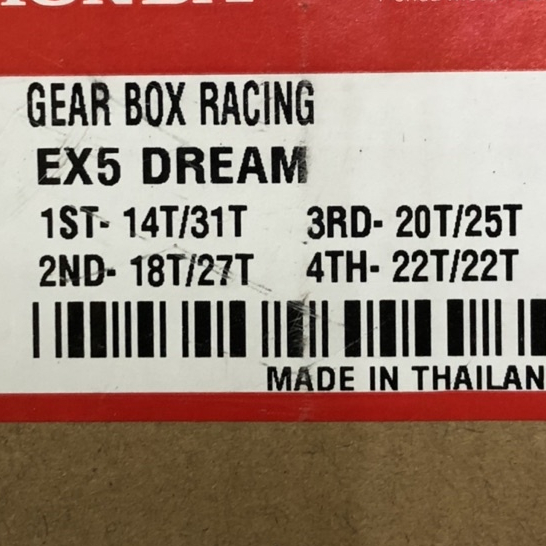 GEAR BOX RACING
EX5 DREAM
1ST- 14T/31T 3RD- 20T/25T
2ND- 18T/27T 4TH- 22T/22T
MADE IN THAILAN